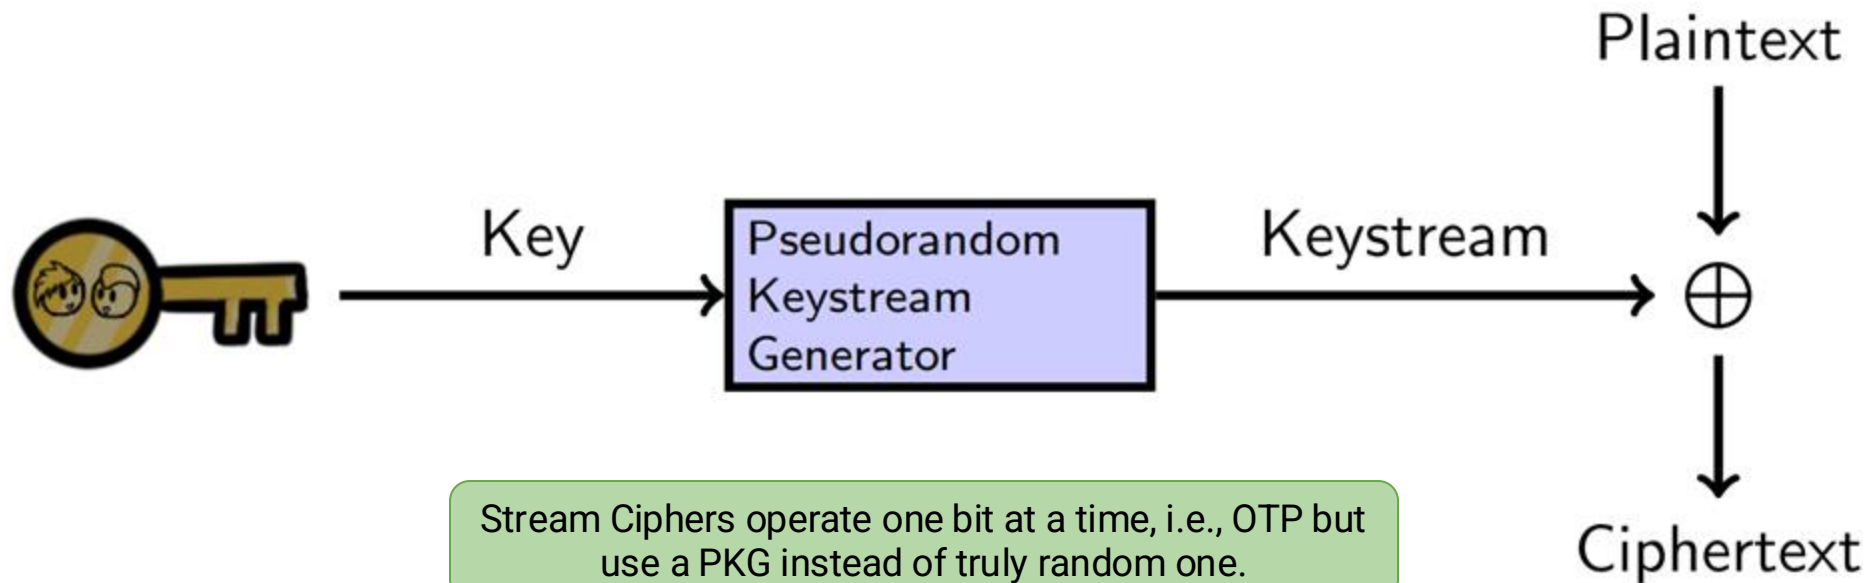 Plaintext
Key
Pseudorandom
Keystream
Generator
Keystream
⊕
Ciphertext
Stream Ciphers operate one bit at a time, i.e., OTP but
use a PKG instead of truly random one.